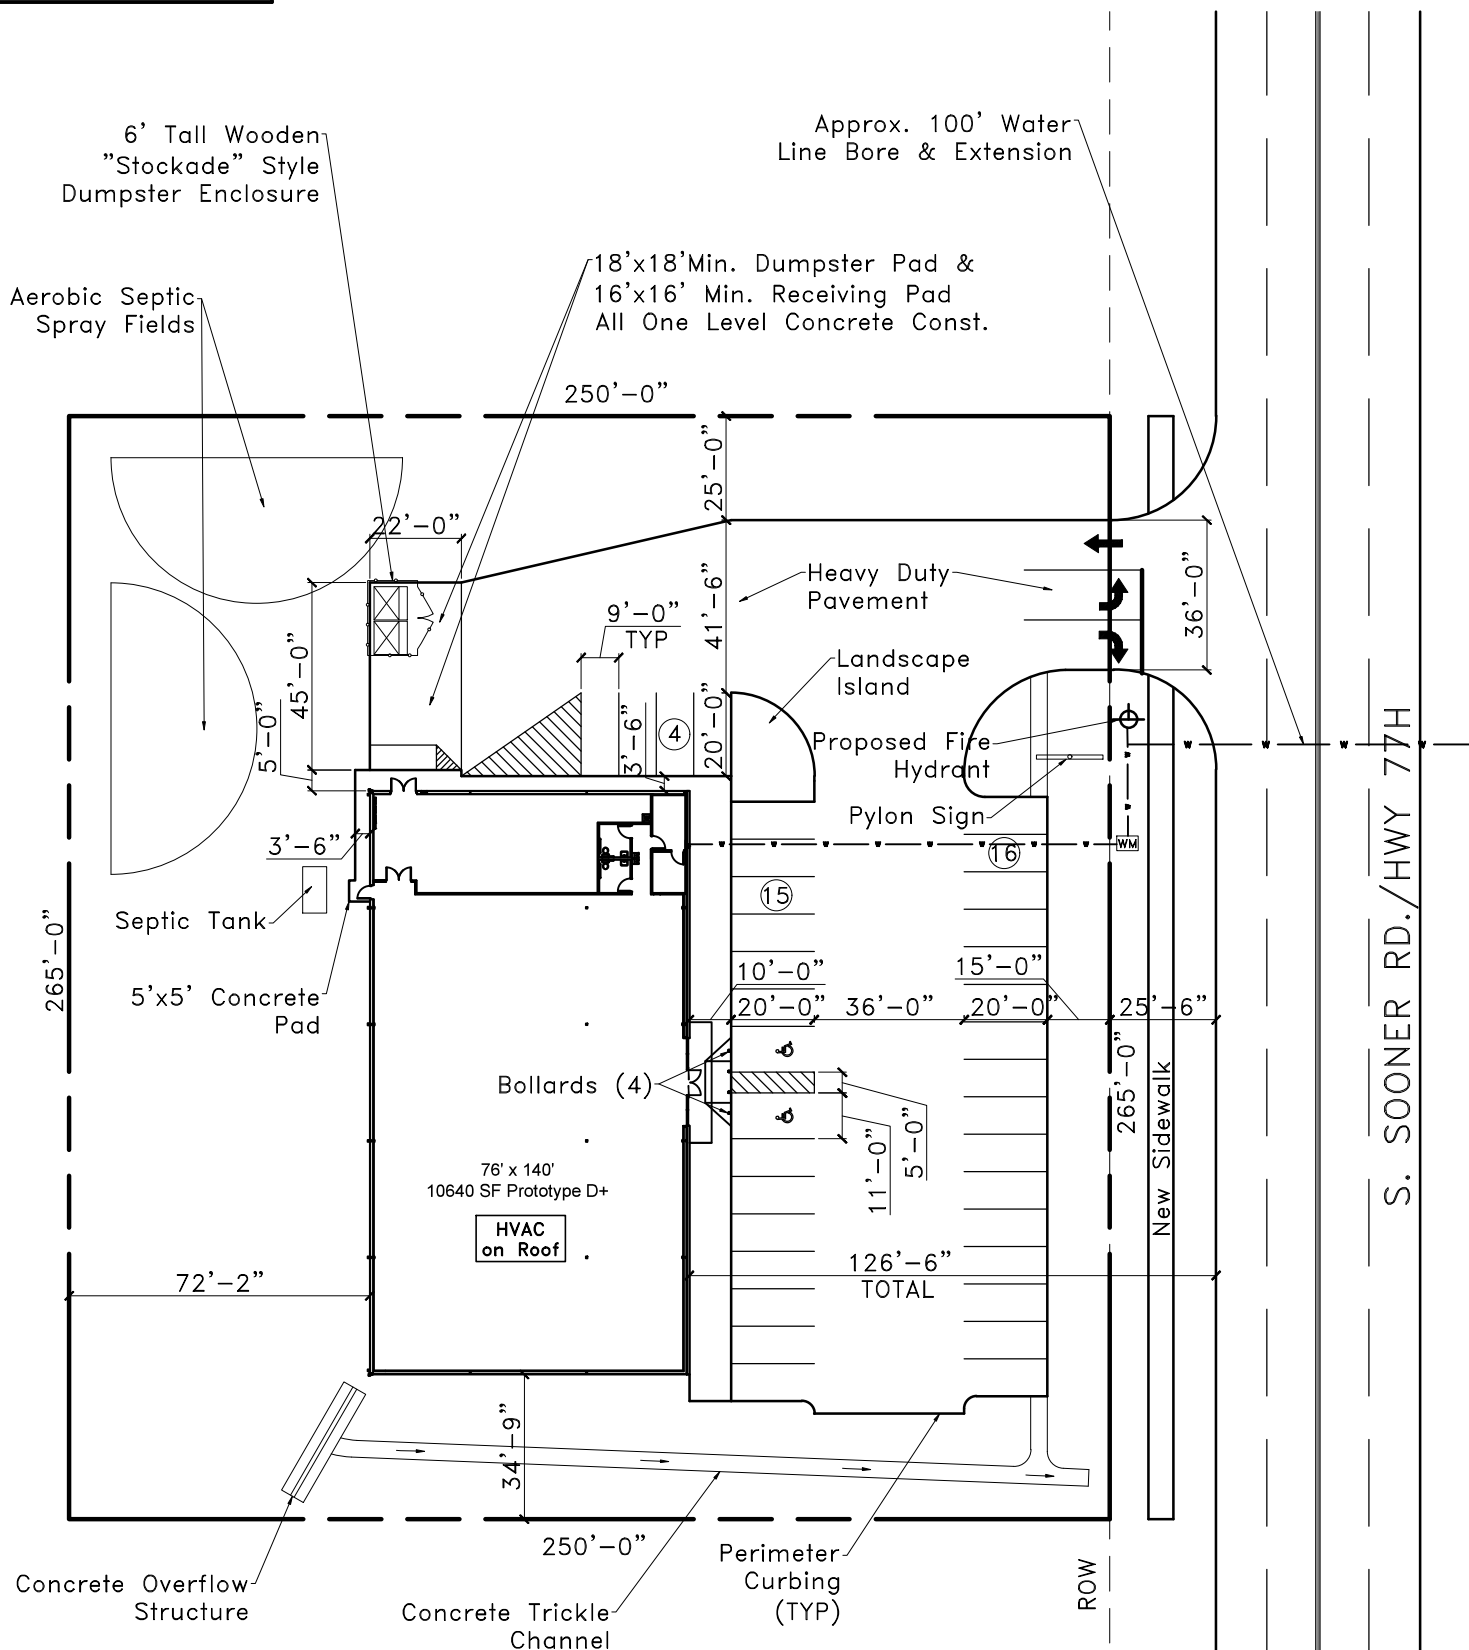 6' Tall Wooden
"Stockade" Style
Dumpster Enclosure
Approx. 100' Water
Line Bore & Extension
18'x18'Min. Dumpster Pad &
16'x16' Min. Receiving Pad
All One Level Concrete Const.
Aerobic Septic
Spray Fields
250'-0"
25'-0"
22'-0"
41'-6"
36'-0"
Heavy Duty
Pavement
9'-0"
TYP
45'-0"
5'-0"
3'-6"
4
20'-0"
Landscape
Island
Proposed Fire
Hydrant
Pylon Sign
W
W
W
W
W
W
3'-6"
W
W
W
W
WM
16
15
Septic Tank
265'-0"
5'x5' Concrete
Pad
10'-0"
15'-0"
20'-0"
36'-0"
20'-0"
25'-6"
265'-0"
Bollards (4)
11'-0"
5'-0"
New Sidewalk
S. SOONER RD./HWY 77H
76' x 140'
10640 SF Prototype D+
HVAC
on Roof
72'-2"
126'-6"
TOTAL
34'-9"
250'-0"
Concrete Overflow
Structure
Concrete Trickle
Channel
Perimeter
Curbing
(TYP)
ROW